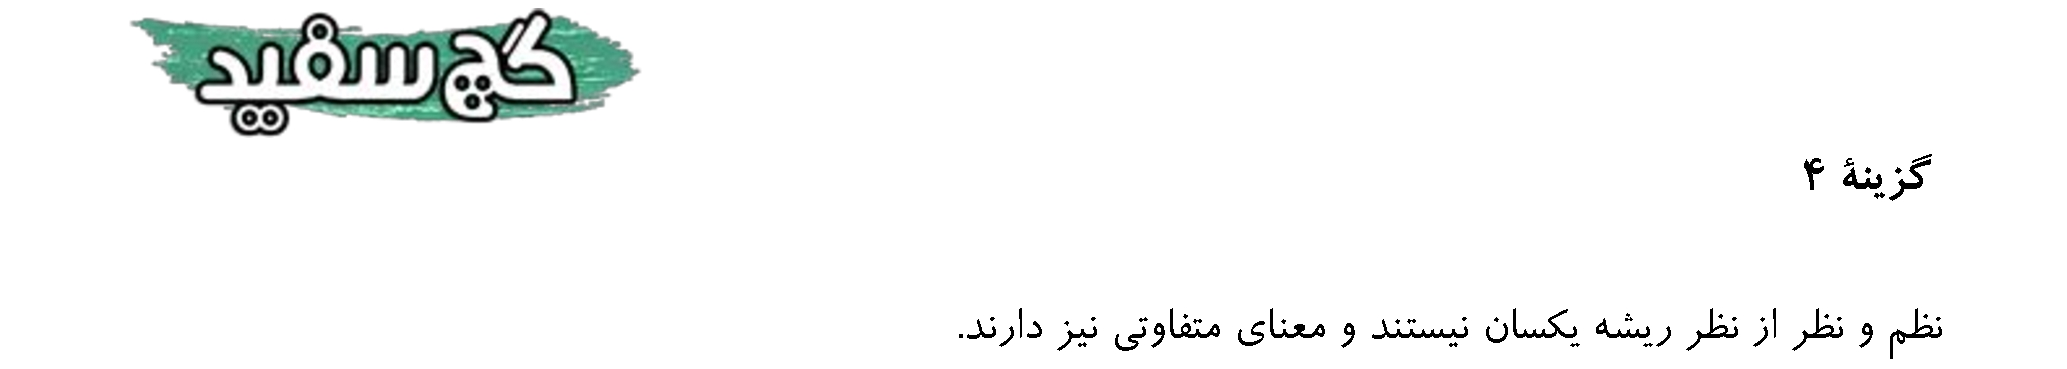 گچ سفید
گزینهٔ ۴
نظم و نظر از نظر ریشه یکسان نیستند و معنای متفاوتی نیز دارند.